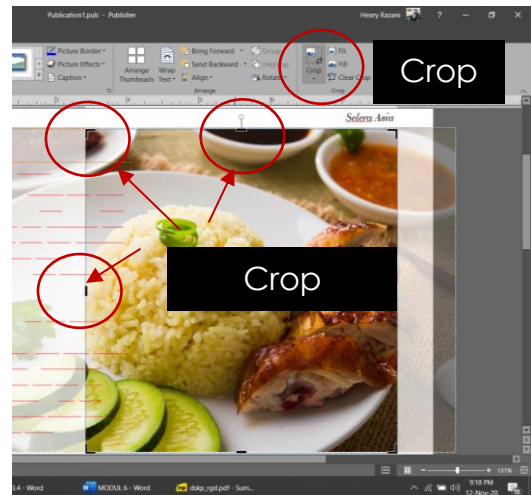 Publication1.pub - Publisher
Heary Razani
?
Picture Border
Picture Effects
Caption
Arrange Thumbnails
Wrap Text
Bring Forward
Send Backward
Align
Group
Ungroup
Rotate
Arrange
Crop
Fit
Fill
Clear Crop
Crop
Crop
Selera Asia
Crop
131%
.4 - Word
MODUL 6 - Word
dskp_rgd.pdf - Sum...
9:18 PM
12-Nov-20